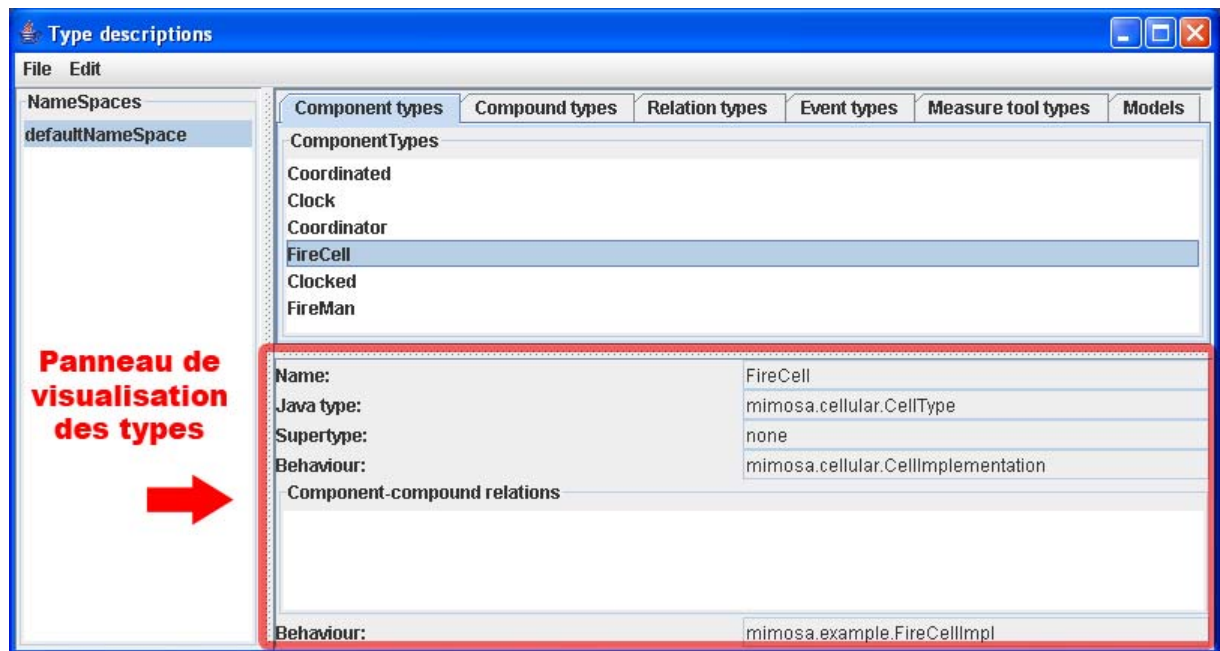 Type descriptions
File Edit
NameSpaces
defaultNameSpace
Component types Compound types Relation types Event types Measure tool types Models
ComponentTypes
Coordinated
Clock
Coordinator
FireCell
Clocked
FireMan
Panneau de
visualisation
des types
Name: FireCell
Java type: mimosa.cellular.CellType
Supertype: none
Behaviour: mimosa.cellular.CellImplementation
Component-compound relations
Behaviour: mimosa.example.FireCellImpl